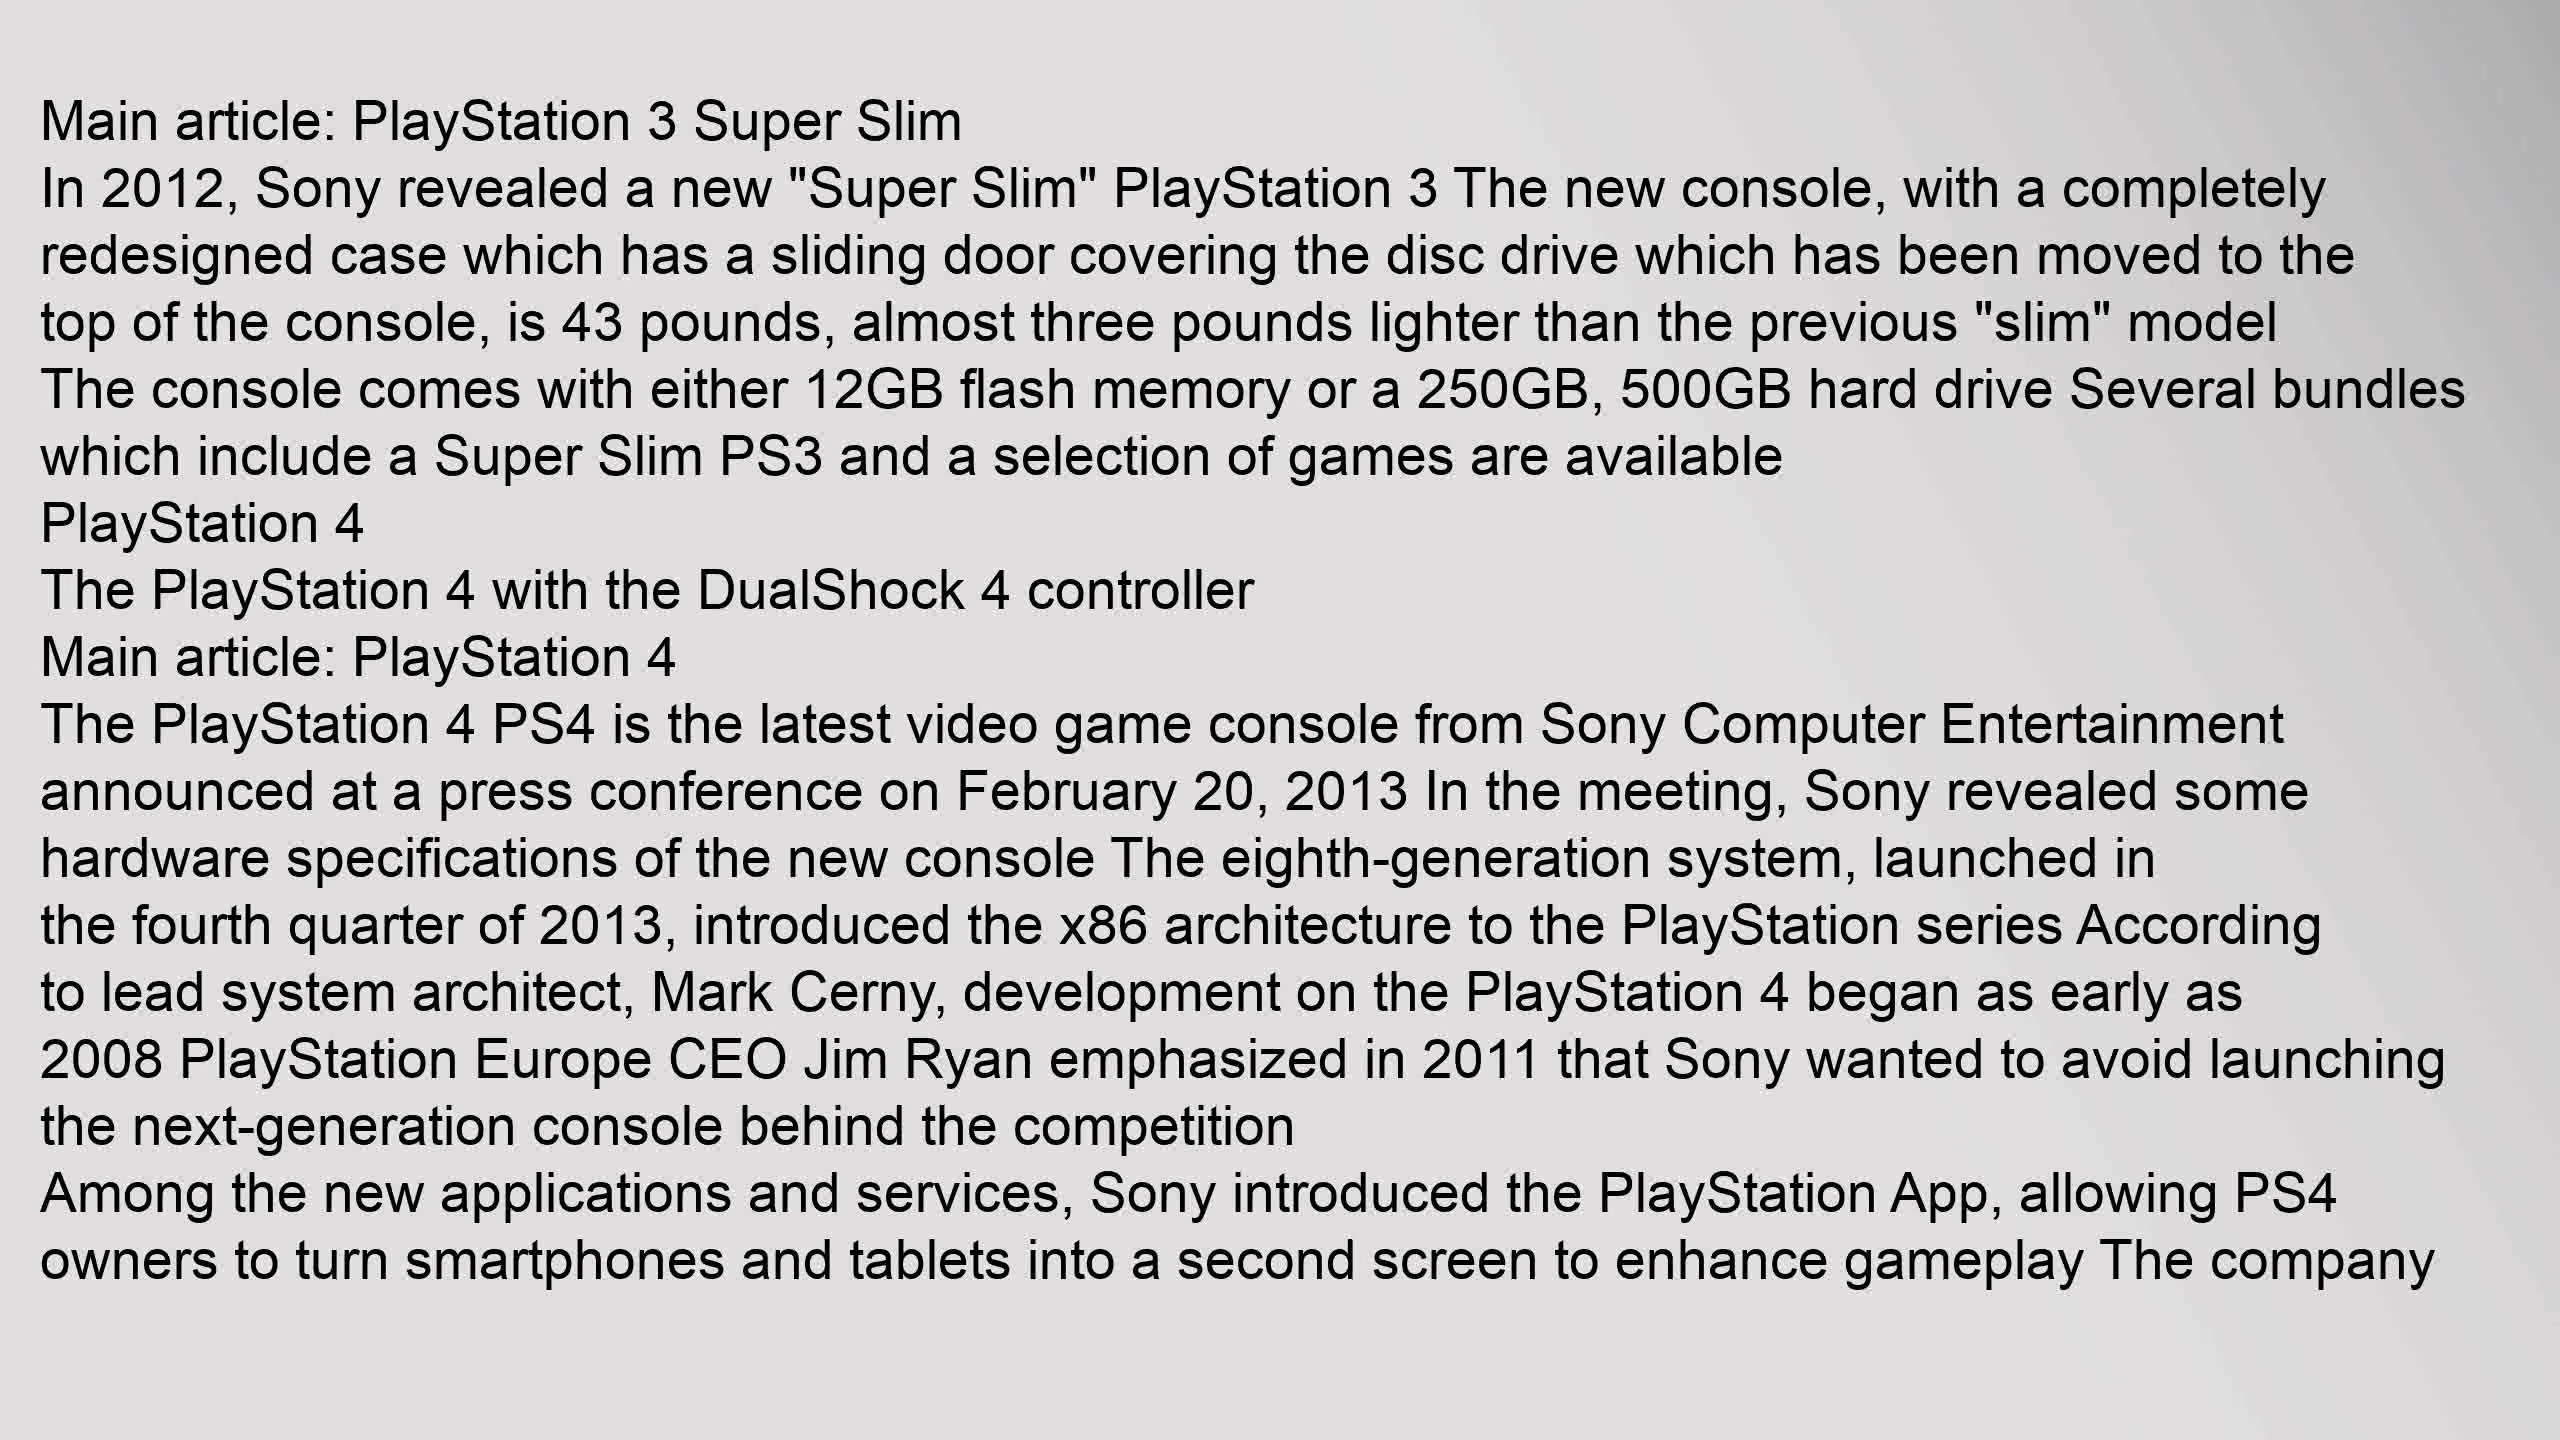 Main article: PlayStation 3 Super Slim
In 2012, Sony revealed a new "Super Slim" PlayStation 3 The new console, with a completely
redesigned case which has a sliding door covering the disc drive which has been moved to the
top of the console, is 43 pounds, almost three pounds lighter than the previous "slim" model
The console comes with either 12GB flash memory or a 250GB, 500GB hard drive Several bundles
which include a Super Slim PS3 and a selection of games are available
PlayStation 4
The PlayStation 4 with the DualShock 4 controller
Main article: PlayStation 4
The PlayStation 4 PS4 is the latest video game console from Sony Computer Entertainment
announced at a press conference on February 20, 2013 In the meeting, Sony revealed some
hardware specifications of the new console The eighth-generation system, launched in
the fourth quarter of 2013, introduced the x86 architecture to the PlayStation series According
to lead system architect, Mark Cerny, development on the PlayStation 4 began as early as
2008 PlayStation Europe CEO Jim Ryan emphasized in 2011 that Sony wanted to avoid launching
the next-generation console behind the competition
Among the new applications and services, Sony introduced the PlayStation App, allowing PS4
owners to turn smartphones and tablets into a second screen to enhance gameplay The company